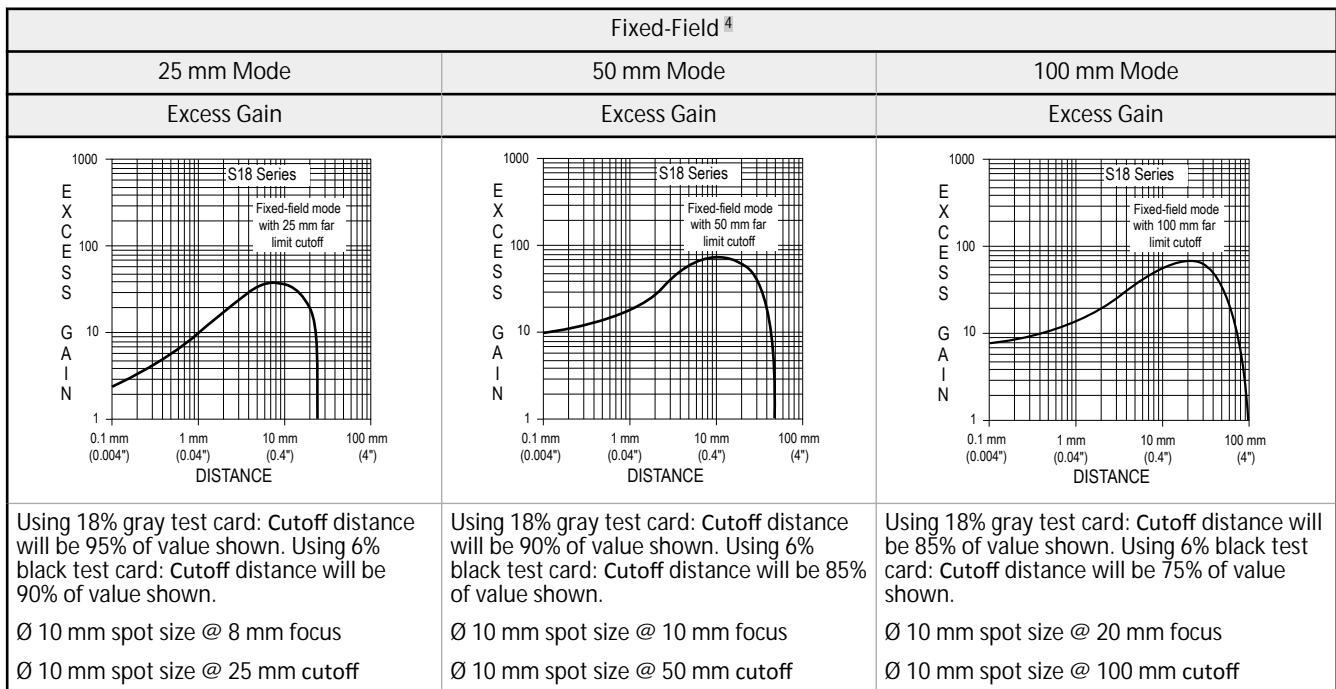 Fixed-Field 4
25 mm Mode
50 mm Mode
100 mm Mode
Excess Gain
Excess Gain
Excess Gain
1000
100
10
1
EXCESS GAIN
S18 Series
Fixed-field mode
with 25 mm far
limit cutoff
0.1 mm
(0.004")
1 mm
(0.04")
10 mm
(0.4")
100 mm
(4")
DISTANCE
1000
100
10
1
EXCESS GAIN
S18 Series
Fixed-field mode
with 50 mm far
limit cutoff
0.1 mm
(0.004")
1 mm
(0.04")
10 mm
(0.4")
100 mm
(4")
DISTANCE
1000
100
10
1
EXCESS GAIN
S18 Series
Fixed-field mode
with 100 mm far
limit cutoff
0.1 mm
(0.004")
1 mm
(0.04")
10 mm
(0.4")
100 mm
(4")
DISTANCE
Using 18% gray test card: Cutoff distance
will be 95% of value shown. Using 6%
black test card: Cutoff distance will be
90% of value shown.
Ø 10 mm spot size @ 8 mm focus
Ø 10 mm spot size @ 25 mm cutoff
Using 18% gray test card: Cutoff distance
will be 90% of value shown. Using 6%
black test card: Cutoff distance will be 85%
of value shown.
Ø 10 mm spot size @ 10 mm focus
Ø 10 mm spot size @ 50 mm cutoff
Using 18% gray test card: Cutoff distance will
be 85% of value shown. Using 6% black test
card: Cutoff distance will be 75% of value
shown.
Ø 10 mm spot size @ 20 mm focus
Ø 10 mm spot size @ 100 mm cutoff